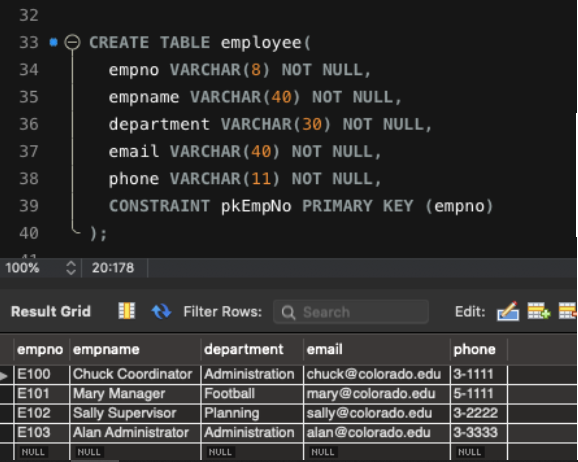 32
33 CREATE TABLE employee(
34 empno VARCHAR(8) NOT NULL,
35 empname VARCHAR(40) NOT NULL,
36 department VARCHAR(30) NOT NULL,
37 email VARCHAR(40) NOT NULL,
38 phone VARCHAR(11) NOT NULL,
39 CONSTRAINT pkEmpNo PRIMARY KEY (empno)
40 );
41
100% 20:178
Result Grid Filter Rows: Search Edit:
empno empname department email phone
E100 Chuck Coordinator Administration chuck@colorado.edu 3-1111
E101 Mary Manager Football mary@colorado.edu 5-1111
E102 Sally Supervisor Planning sally@colorado.edu 3-2222
E103 Alan Administrator Administration alan@colorado.edu 3-3333
NULL NULL NULL NULL NULL